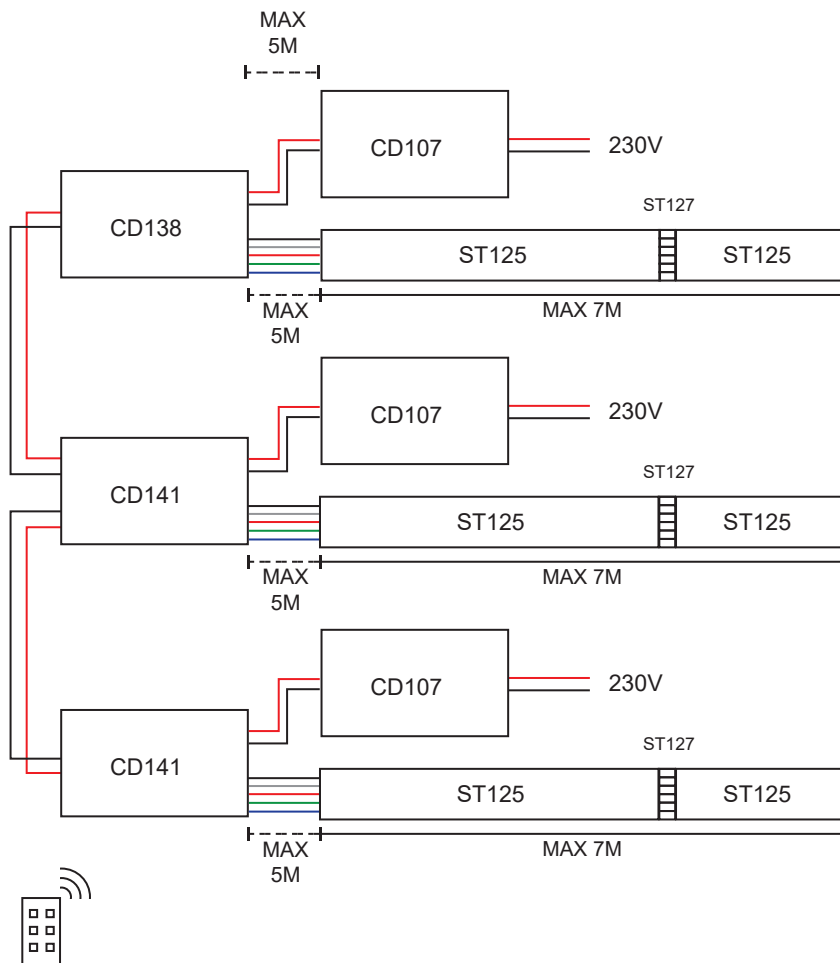 MAX
5M
CD107
230V
CD138
ST127
ST125
ST125
MAX
5M
MAX 7M
CD107
230V
CD141
ST127
ST125
ST125
MAX
5M
MAX 7M
CD107
230V
CD141
ST127
ST125
ST125
MAX
5M
MAX 7M